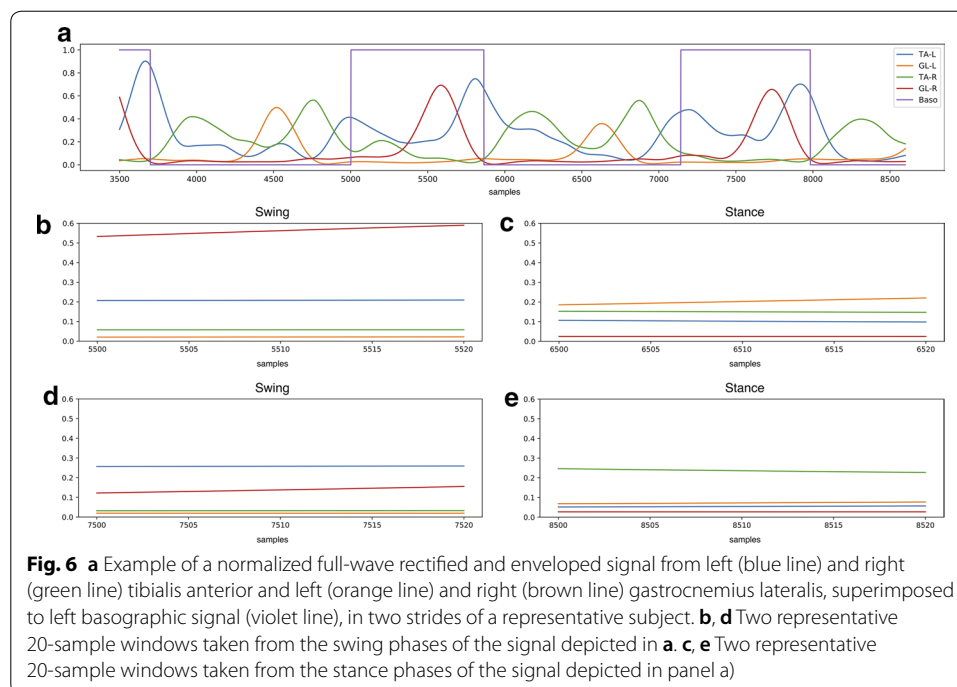 a
1.0
0.8
0.6
0.4
0.2
0.0
TA-L
GL-L
TA-R
GL-R
Baso
3500 4000 4500 5000 5500 6000 6500 7000 7500 8000 8500
samples
b
Swing
0.6
0.5
0.4
0.3
0.2
0.1
0.0
5500 5505 5510 5515 5520
samples
c
Stance
0.6
0.5
0.4
0.3
0.2
0.1
0.0
6500 6505 6510 6515 6520
samples
d
Swing
0.6
0.5
0.4
0.3
0.2
0.1
0.0
7500 7505 7510 7515 7520
samples
e
Stance
0.6
0.5
0.4
0.3
0.2
0.1
0.0
8500 8505 8510 8515 8520
samples
Fig. 6 a Example of a normalized full-wave rectified and enveloped signal from left (blue line) and right
(green line) tibialis anterior and left (orange line) and right (brown line) gastrocnemius lateralis, superimposed
to left basographic signal (violet line), in two strides of a representative subject. b, d Two representative
20-sample windows taken from the swing phases of the signal depicted in a. c, e Two representative
20-sample windows taken from the stance phases of the signal depicted in panel a)